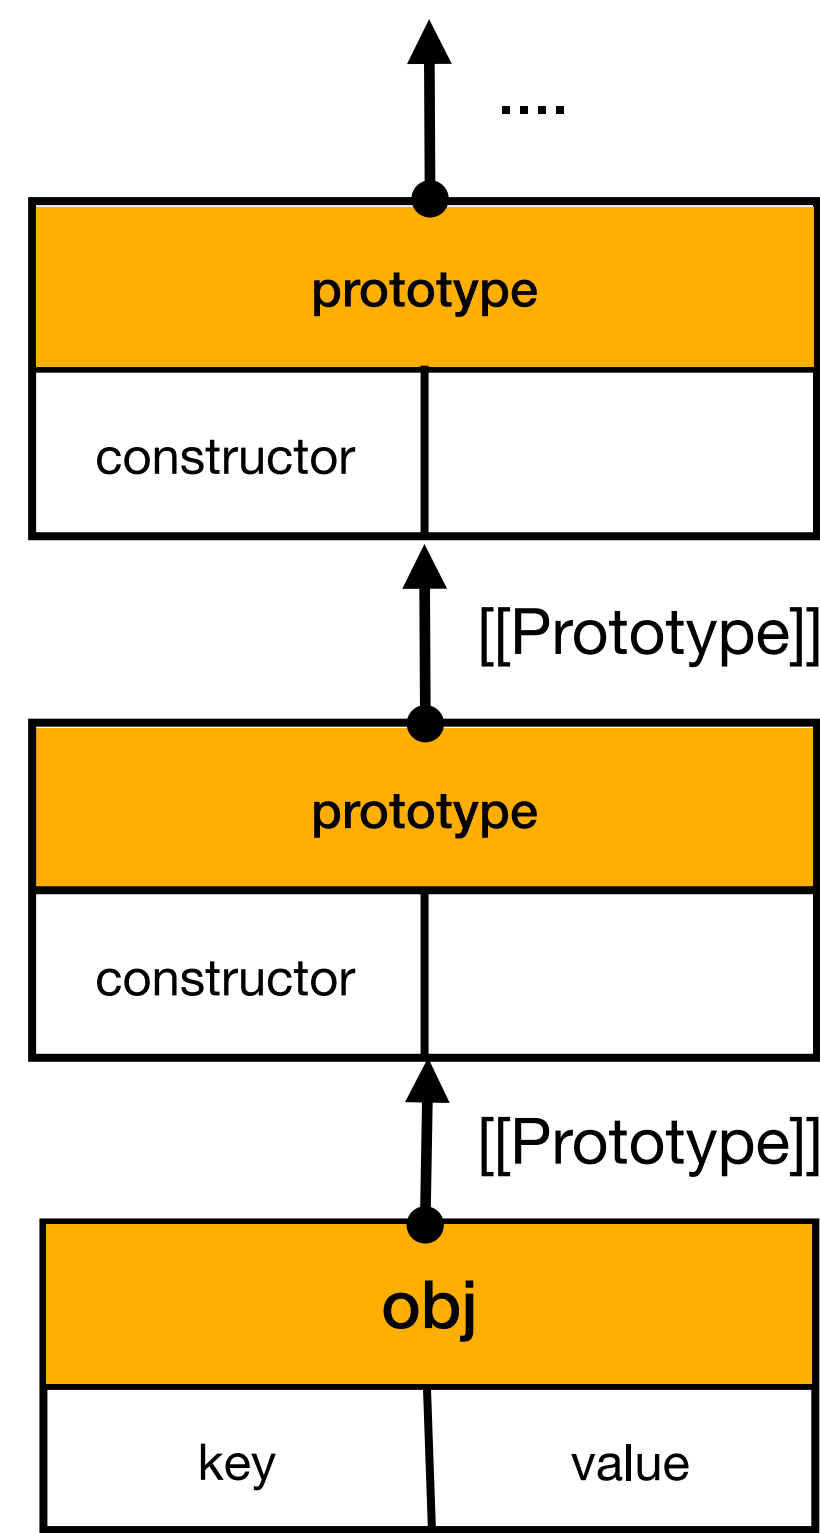 ....
prototype
constructor
[[Prototype]]
prototype
constructor
[[Prototype]]
obj
key value